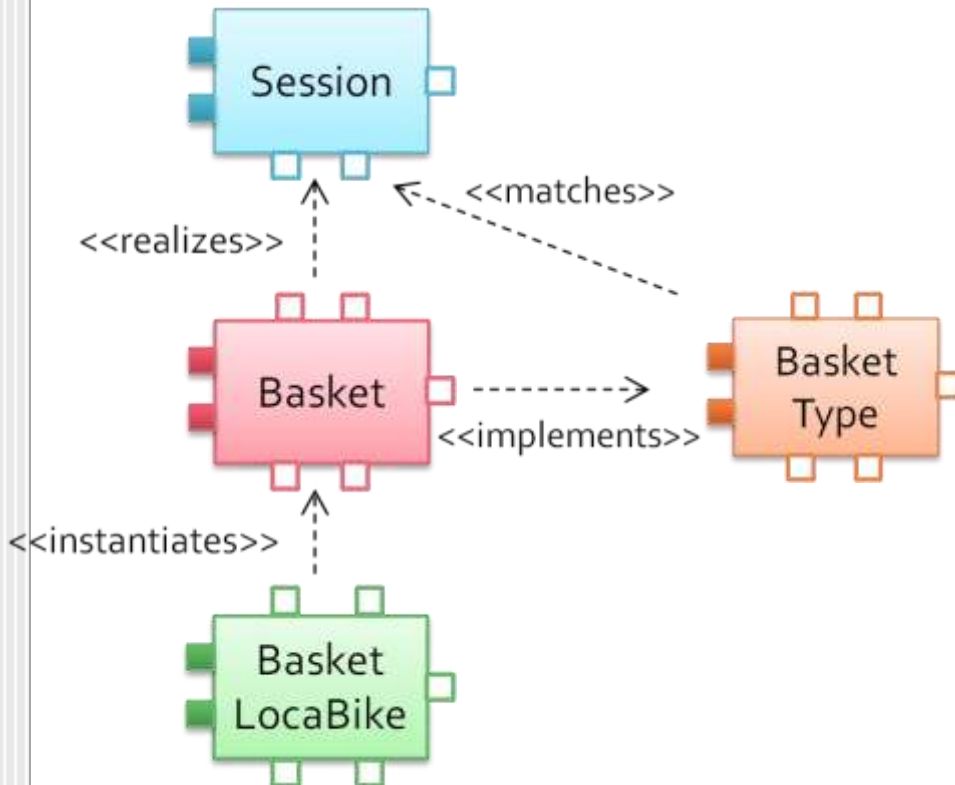 Session
<<matches>>
<<realizes>>
Basket
Basket
Type
<<implements>>
<<instantiates>>
Basket
LocaBike